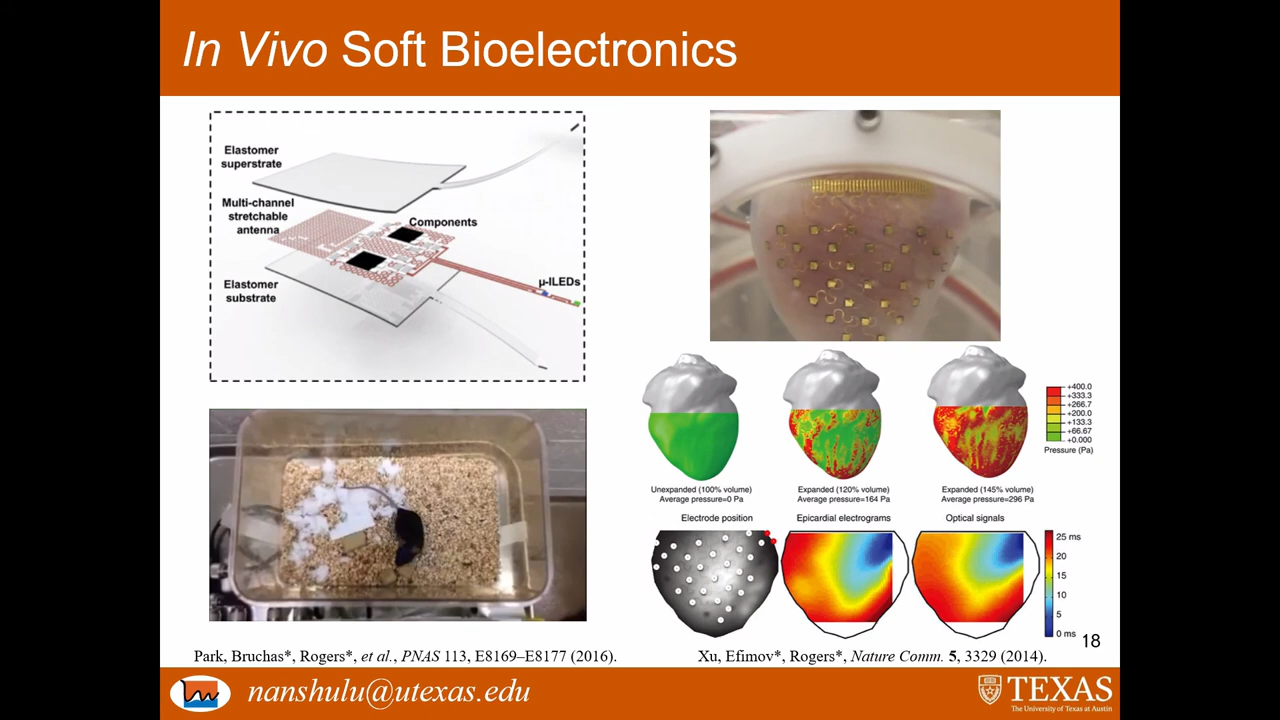 In Vivo Soft Bioelectronics
Elastomer
superstrate
Multi-channel
stretchable
antenna
Components
Elastomer
substrate
μ-ILEDs
+400.0
+333.3
+266.7
+200.0
+133.3
+66.67
+0.000
Pressure (Pa)
Unexpanded (100% volume)
Average pressure=0 Pa
Expanded (120% volume)
Average pressure=164 Pa
Expanded (145% volume)
Average pressure=296 Pa
Electrode position
Epicardial electrograms
Optical signals
25 ms
20
15
10
5
0 ms
18
Park, Bruchas*, Rogers*, et al., PNAS 113, E8169–E8177 (2016).
Xu, Efimov*, Rogers*, Nature Comm. 5, 3329 (2014).
nanshulu@utexas.edu
TEXAS
The University of Texas at Austin